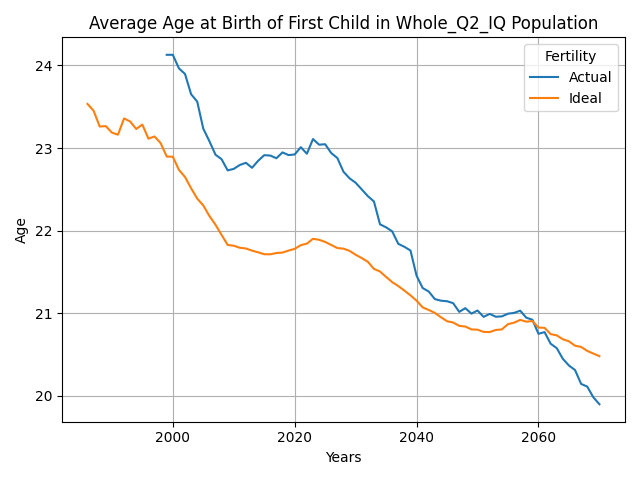 Average Age at Birth of First Child in Whole_Q2_IQ Population
Fertility
Actual
Ideal
Age
24
23
22
21
20
2000 2020 2040 2060
Years